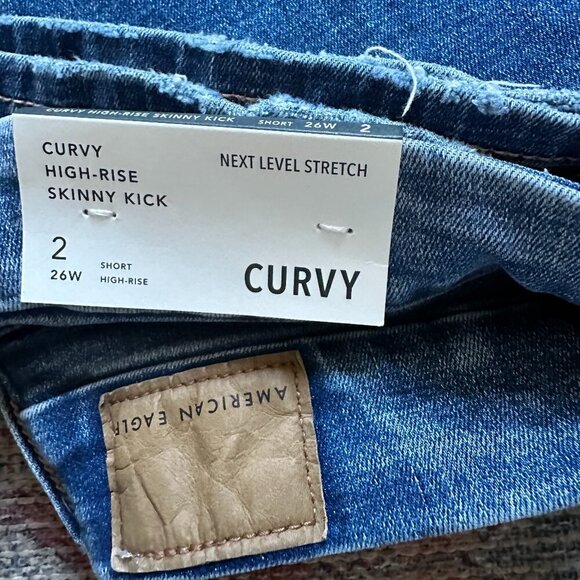 CURVY HIGH-RISE SKINNY KICK SHORT 26W 2
CURVY
HIGH-RISE
SKINNY KICK
NEXT LEVEL STRETCH
2
26W
SHORT
HIGH-RISE
CURVY
AMERICAN EAGLE